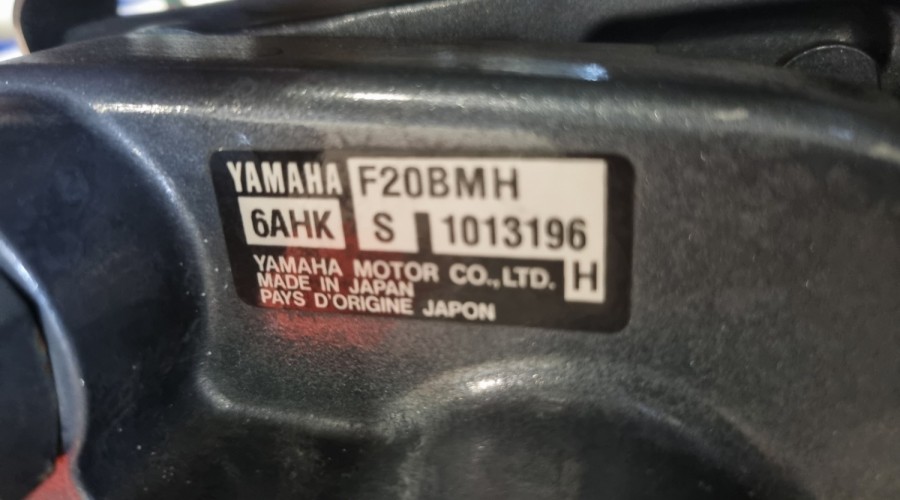 YAMAHA F20BMH
6AHK S 1013196
YAMAHA MOTOR CO.,LTD. H
MADE IN JAPAN
PAYS D'ORIGINE JAPON